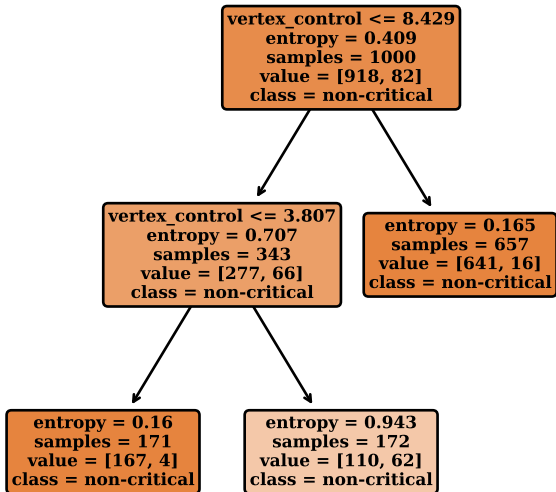 vertex_control <= 8.429
entropy = 0.409
samples = 1000
value = [918, 82]
class = non-critical
vertex_control <= 3.807
entropy = 0.707
samples = 343
value = [277, 66]
class = non-critical
entropy = 0.165
samples = 657
value = [641, 16]
class = non-critical
entropy = 0.16
samples = 171
value = [167, 4]
class = non-critical
entropy = 0.943
samples = 172
value = [110, 62]
class = non-critical